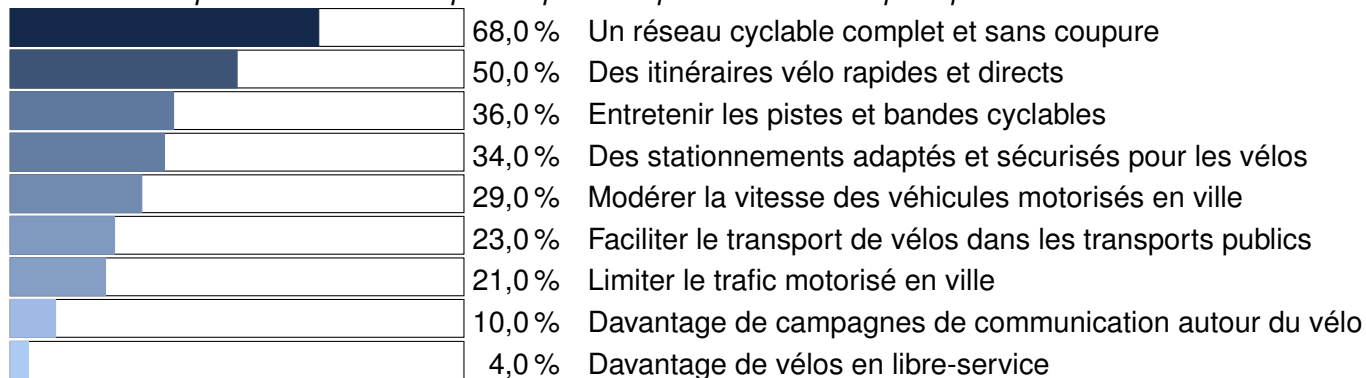 68,0 % Un réseau cyclable complet et sans coupure
50,0 % Des itinéraires vélo rapides et directs
36,0 % Entretenir les pistes et bandes cyclables
34,0 % Des stationnements adaptés et sécurisés pour les vélos
29,0 % Modérer la vitesse des véhicules motorisés en ville
23,0 % Faciliter le transport de vélos dans les transports publics
21,0 % Limiter le trafic motorisé en ville
10,0 % Davantage de campagnes de communication autour du vélo
4,0 % Davantage de vélos en libre-service